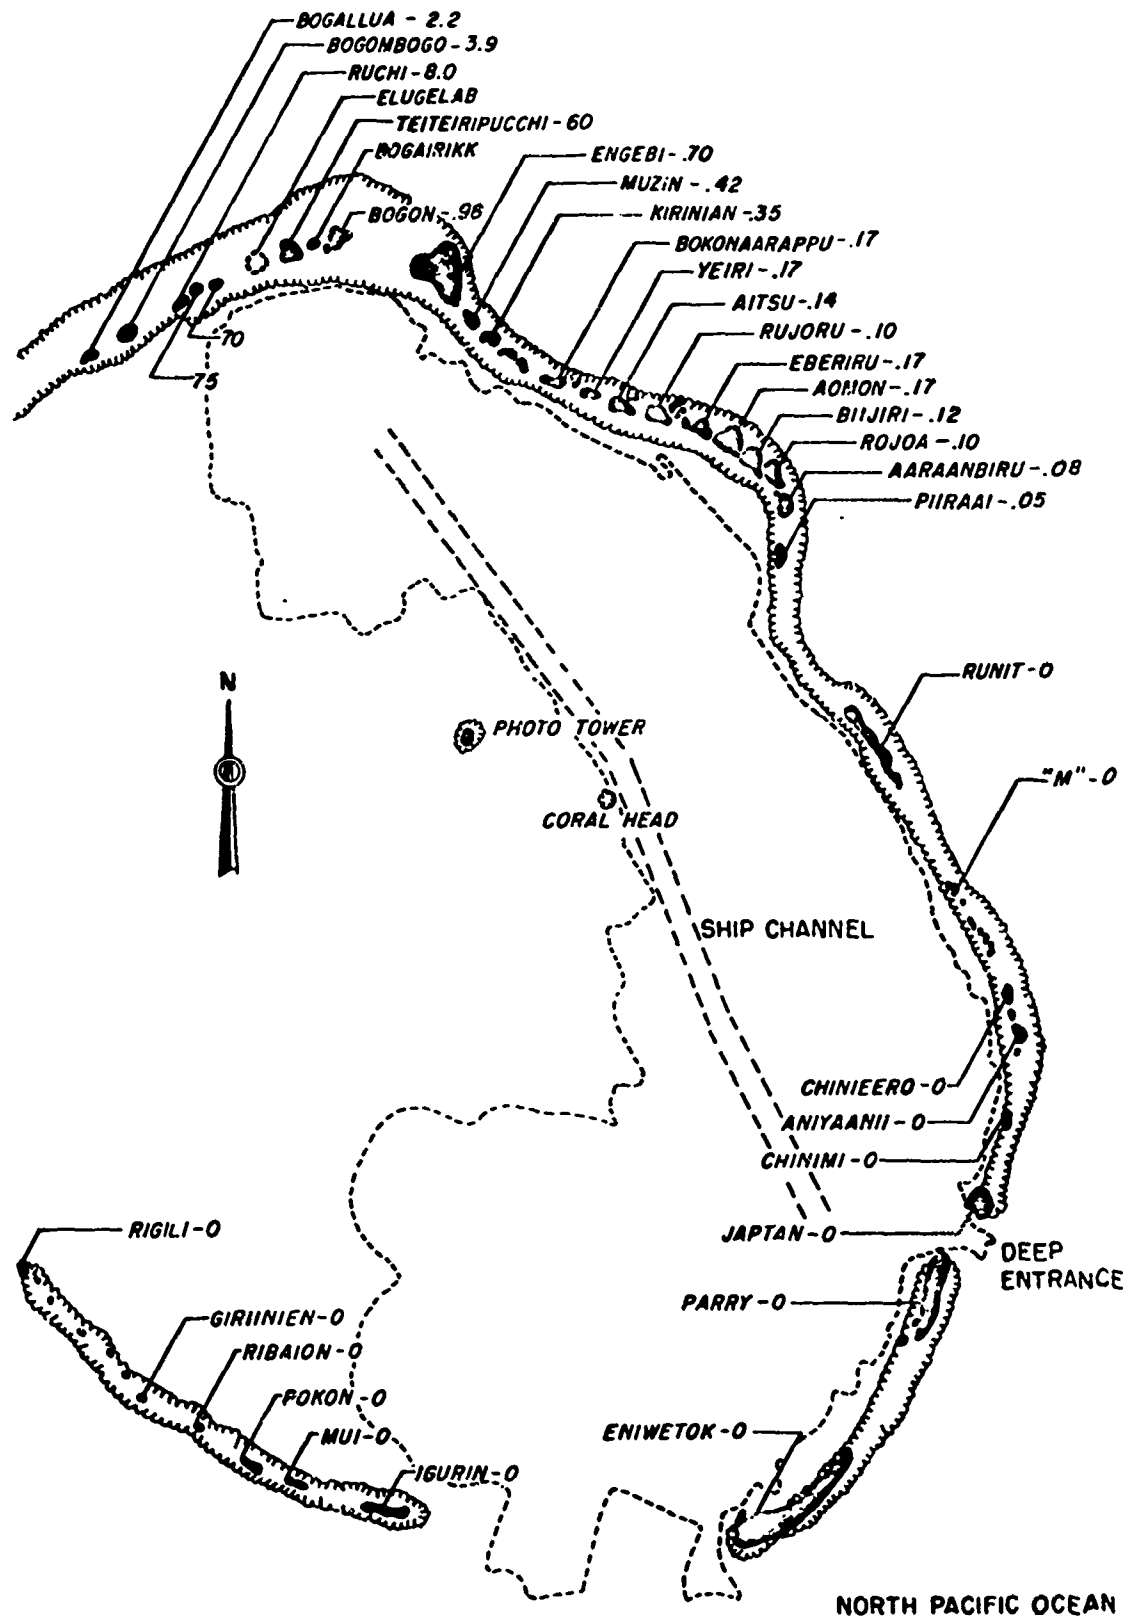 BOGALLUA - 2.2
BOGOMBOGO - 3.9
RUCHI - 8.0
ELUGELAB
TEITEIRIPUCCHI - 60
BOGAIRIKK
ENGEBI - .70
MUZIN - .42
BOGON - .98
KIRINIAN - .35
BOKONAARAPPU - .17
YEIRI - .17
AITSU - .14
RUJORU - .10
70
EBERIRU - .17
75
AOMON - .17
BIIJIRI - .12
ROJOA - .10
AARAANBIRU - .08
PIIRAAI - .05
RUNIT - 0
N
PHOTO TOWER
"M" - 0
CORAL HEAD
SHIP CHANNEL
CHINIEERO - 0
ANIYAANII - 0
CHINIMI - 0
RIGILI - 0
JAPTAN - 0
DEEP
ENTRANCE
PARRY - 0
GIRIINIEN - 0
RIBAION - 0
POKON - 0
MUI - 0
ENIWETOK - 0
IGURIN - 0
NORTH PACIFIC OCEAN